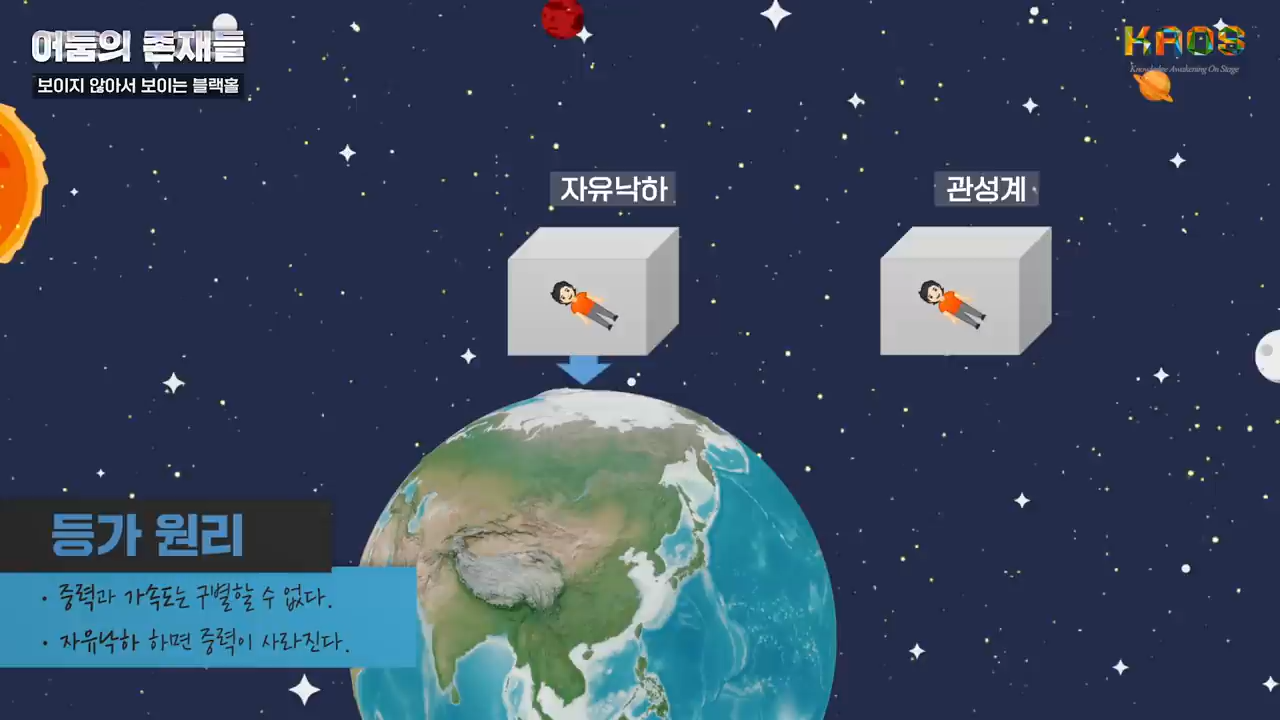 어둠의 존재들
보이지 않아서 보이는 블랙홀
KAOS
Knowledge Awakening On Stage
자유낙하
관성계
등가 원리
• 중력과 가속도는 구별할 수 없다.
• 자유낙하 하면 중력이 사라진다.